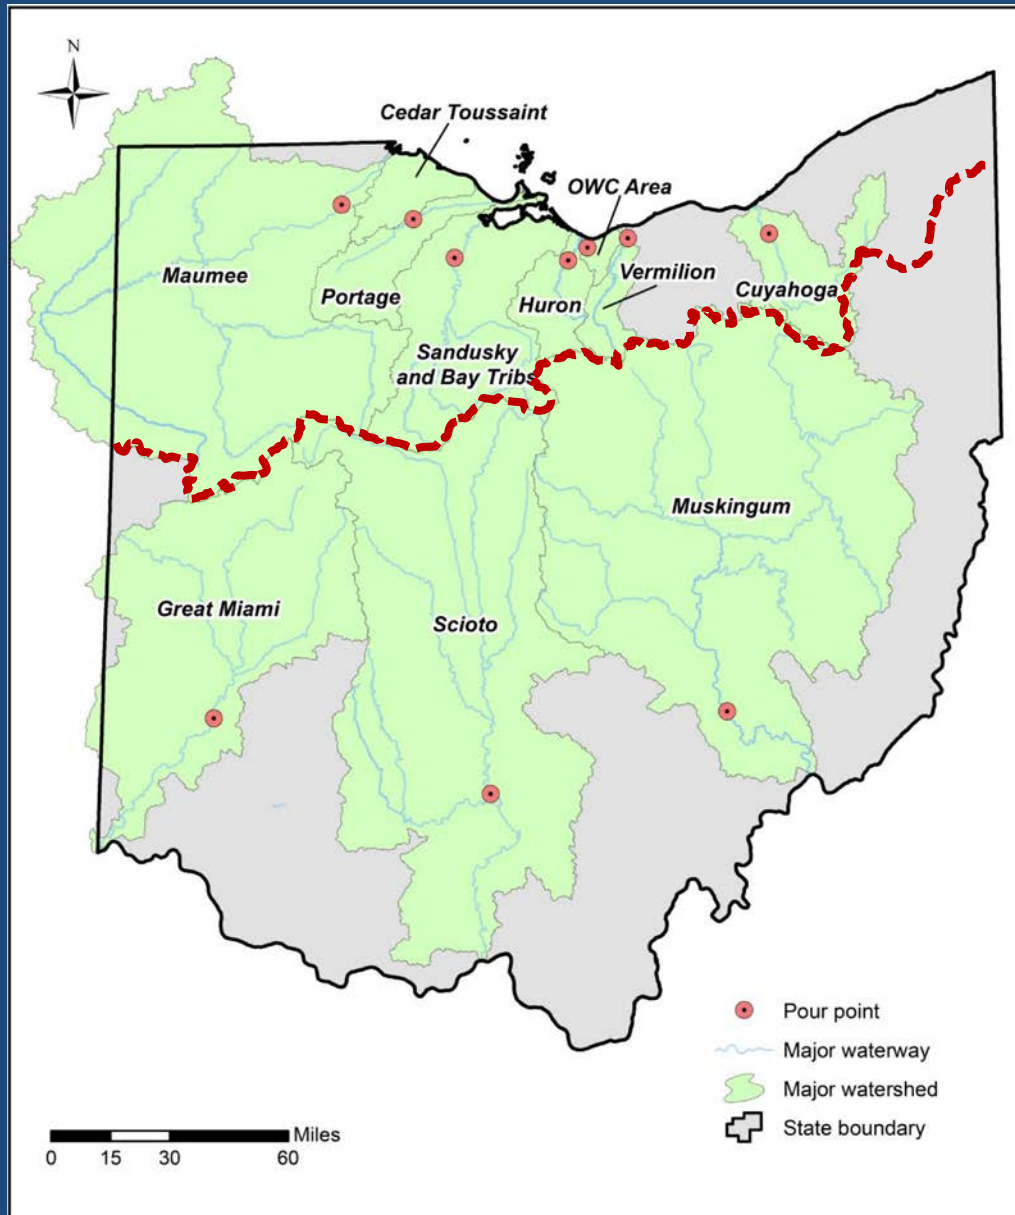 N
Cedar Toussaint
OWC Area
Maumee
Vermilion
Portage
Huron
Cuyahoga
Sandusky
and Bay Tribs
Muskingum
Great Miami
Scioto
Pour point
Major waterway
Major watershed
State boundary
Miles
0 15 30 60